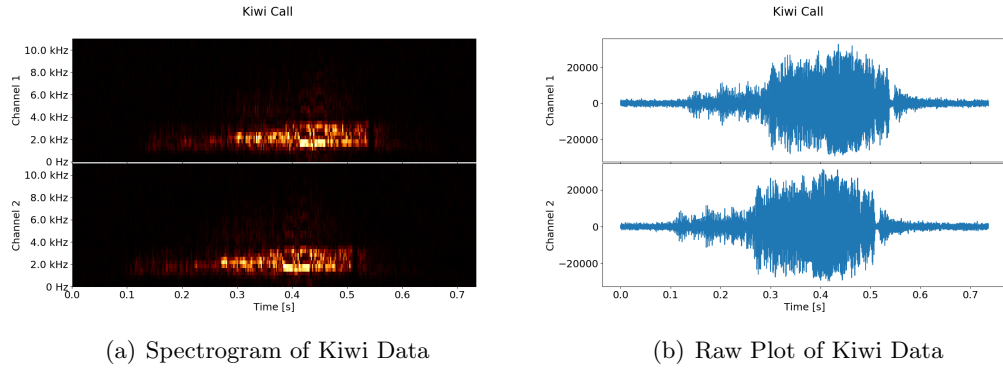 Kiwi Call
10.0 kHz
8.0 kHz
6.0 kHz
4.0 kHz
2.0 kHz
0 Hz
Channel 1
10.0 kHz
8.0 kHz
6.0 kHz
4.0 kHz
2.0 kHz
0 Hz
Channel 2
0.0 0.1 0.2 0.3 0.4 0.5 0.6 0.7
Time [s]
(a) Spectrogram of Kiwi Data
Kiwi Call
20000
0
−20000
Channel 1
20000
0
−20000
Channel 2
0.0 0.1 0.2 0.3 0.4 0.5 0.6 0.7
Time [s]
(b) Raw Plot of Kiwi Data